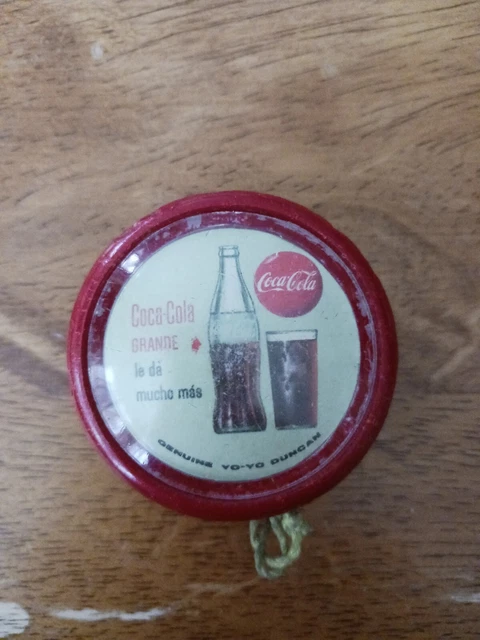 Coca-Cola
Coca-Cola
GRANDE
le da
mucho más
GENUINE YO-YO DUNCAN